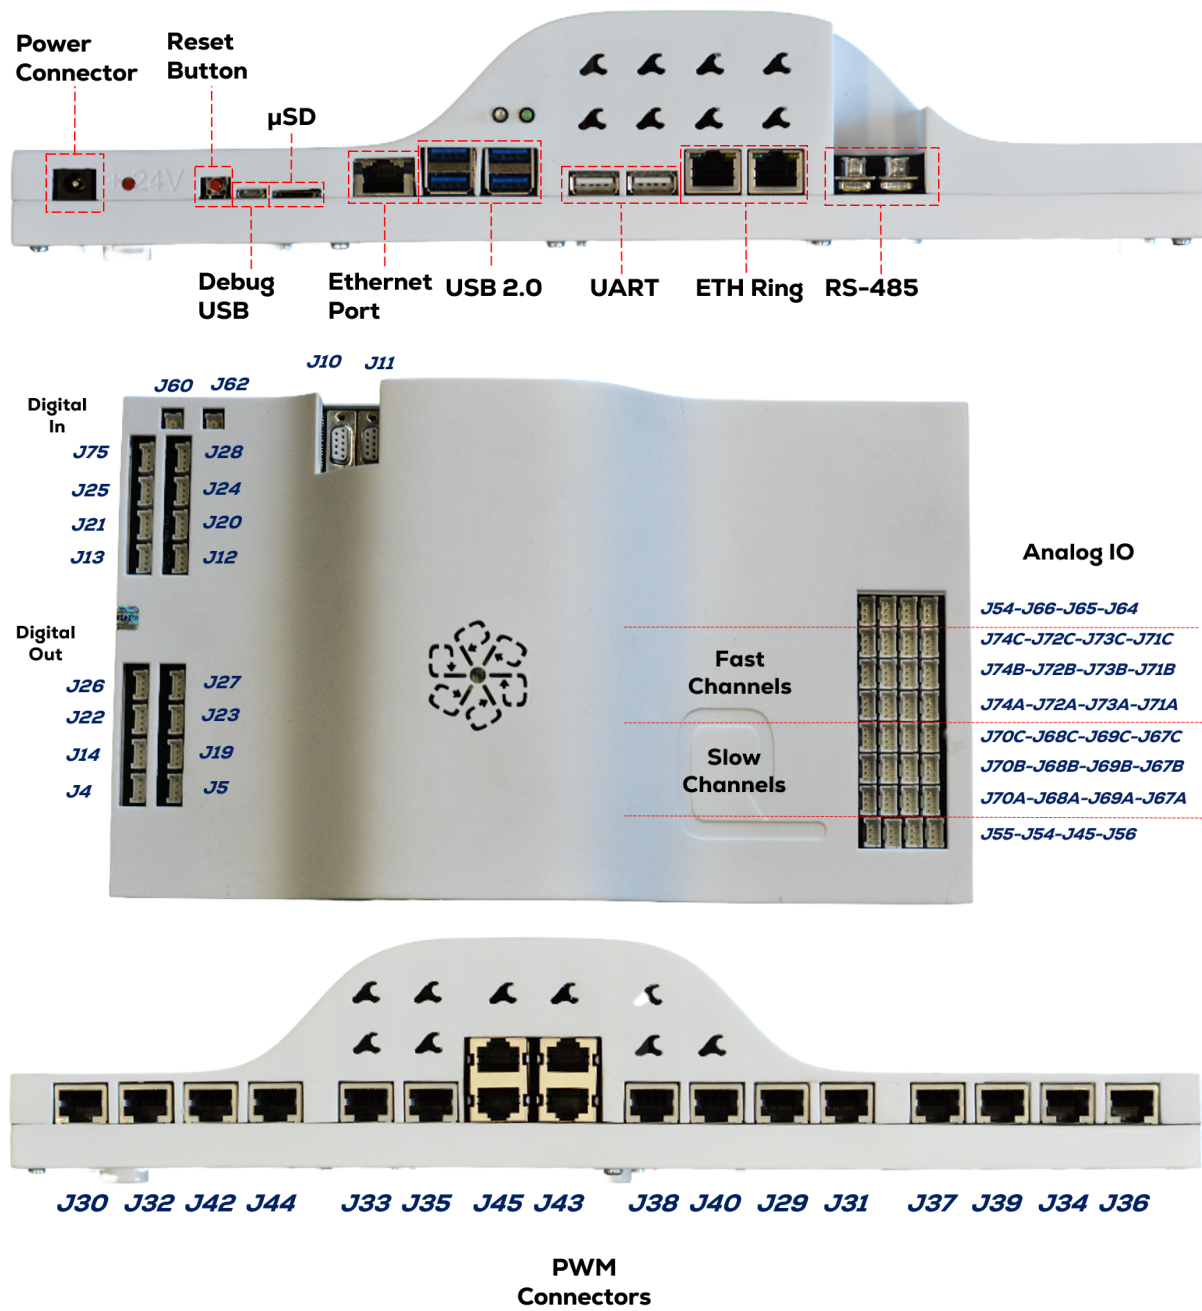 Power
Connector
Reset
Button
µSD
+24V
Debug
USB
Ethernet
Port
USB 2.0
UART
ETH Ring
RS-485
J10
J11
J60
J62
Digital
In
J75
J28
J25
J24
J21
J20
J13
J12
Digital
Out
J26
J27
J22
J23
J14
J19
J4
J5
Analog IO
J54-J66-J65-J64
J74C-J72C-J73C-J71C
Fast
Channels
J74B-J72B-J73B-J71B
J74A-J72A-J73A-J71A
J70C-J68C-J69C-J67C
Slow
Channels
J70B-J68B-J69B-J67B
J70A-J68A-J69A-J67A
J55-J54-J45-J56
J30 J32 J42 J44 J33 J35 J45 J43 J38 J40 J29 J31 J37 J39 J34 J36
PWM
Connectors